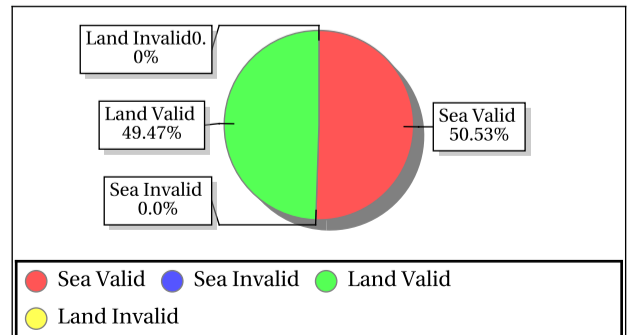 Land Invalid0.
0%
Land Valid
49.47%
Sea Valid
50.53%
Sea Invalid
0.0%
Sea Valid Sea Invalid Land Valid
Land Invalid